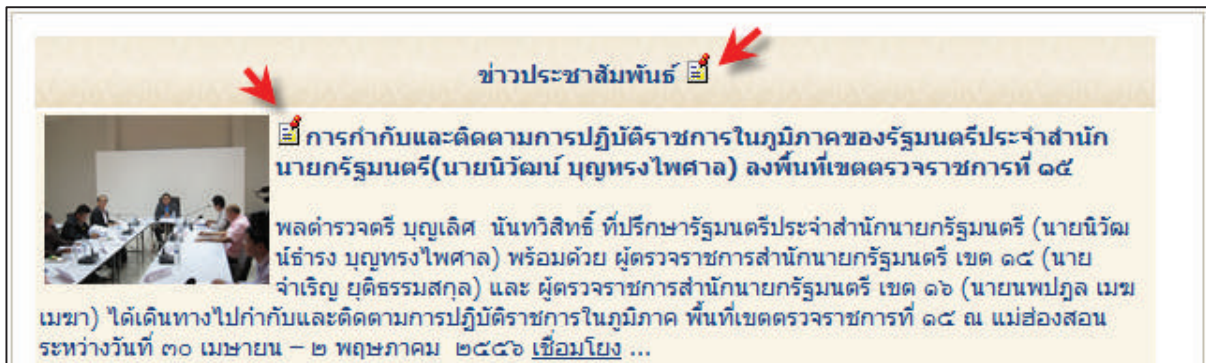 ข่าวประชาสัมพันธ์
การกำกับและติดตามการปฏิบัติราชการในภูมิภาคของรัฐมนตรีประจำสำนัก
นายกรัฐมนตรี(นายนิวัฒน์ บุญทรงไพศาล) ลงพื้นที่เขตตรวจราชการที่ ๑๕
พลตำรวจตรี บุญเลิศ นันทวิสิทธิ์ ที่ปรึกษารัฐมนตรีประจำสำนักนายกรัฐมนตรี (นายนิวัฒ
น์ธำรง บุญทรงไพศาล) พร้อมด้วย ผู้ตรวจราชการสำนักนายกรัฐมนตรี เขต ๑๕ (นาย
จำเริญ ยุติธรรมสกุล) และ ผู้ตรวจราชการสำนักนายกรัฐมนตรี เขต ๑๖ (นายนพปฎล เมฆ
เมฆา) ได้เดินทางไปกำกับและติดตามการปฏิบัติราชการในภูมิภาค พื้นที่เขตตรวจราชการที่ ๑๕ ณ แม่ฮ่องสอน
ระหว่างวันที่ ๓๐ เมษายน – ๒ พฤษภาคม ๒๕๕๖ เชื่อมโยง ...